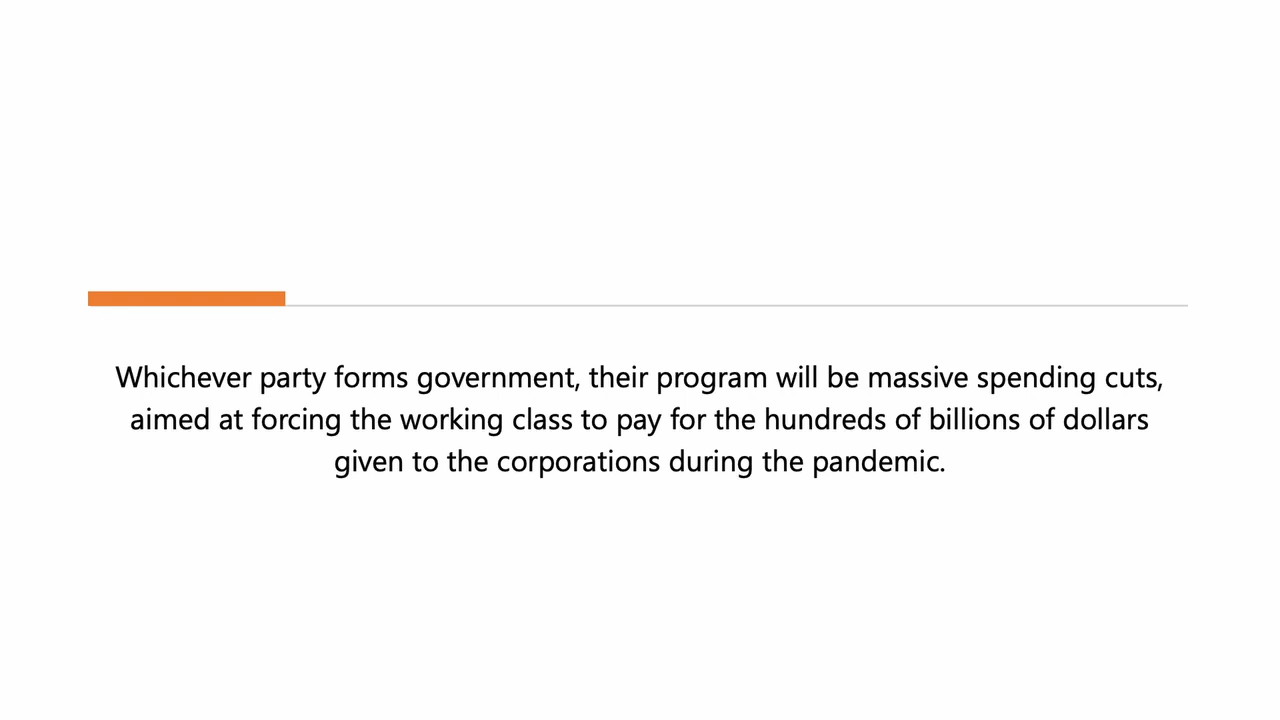 Whichever party forms government, their program will be massive spending cuts,
aimed at forcing the working class to pay for the hundreds of billions of dollars
given to the corporations during the pandemic.